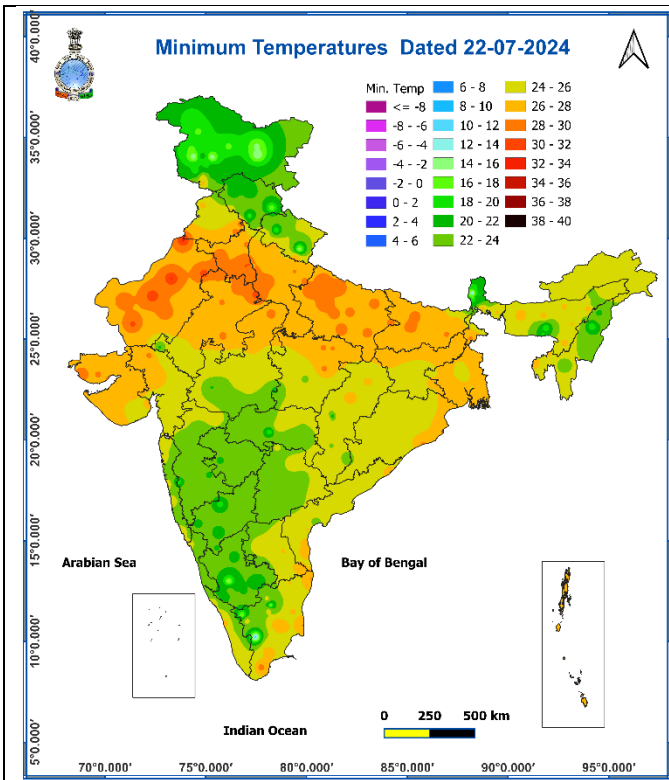 Minimum Temperatures Dated 22-07-2024
Min. Temp
<= -8
-8 - -6
-6 - -4
-4 - -2
-2 - 0
0 - 2
2 - 4
4 - 6
6 - 8
8 - 10
10 - 12
12 - 14
14 - 16
16 - 18
18 - 20
20 - 22
22 - 24
24 - 26
26 - 28
28 - 30
30 - 32
32 - 34
34 - 36
36 - 38
38 - 40
40°0.000'
35°0.000'
30°0.000'
25°0.000'
20°0.000'
15°0.000'
10°0.000'
5°0.000'
Arabian Sea
Bay of Bengal
Indian Ocean
0 250 500 km
70°0.000' 75°0.000' 80°0.000' 85°0.000' 90°0.000' 95°0.000'